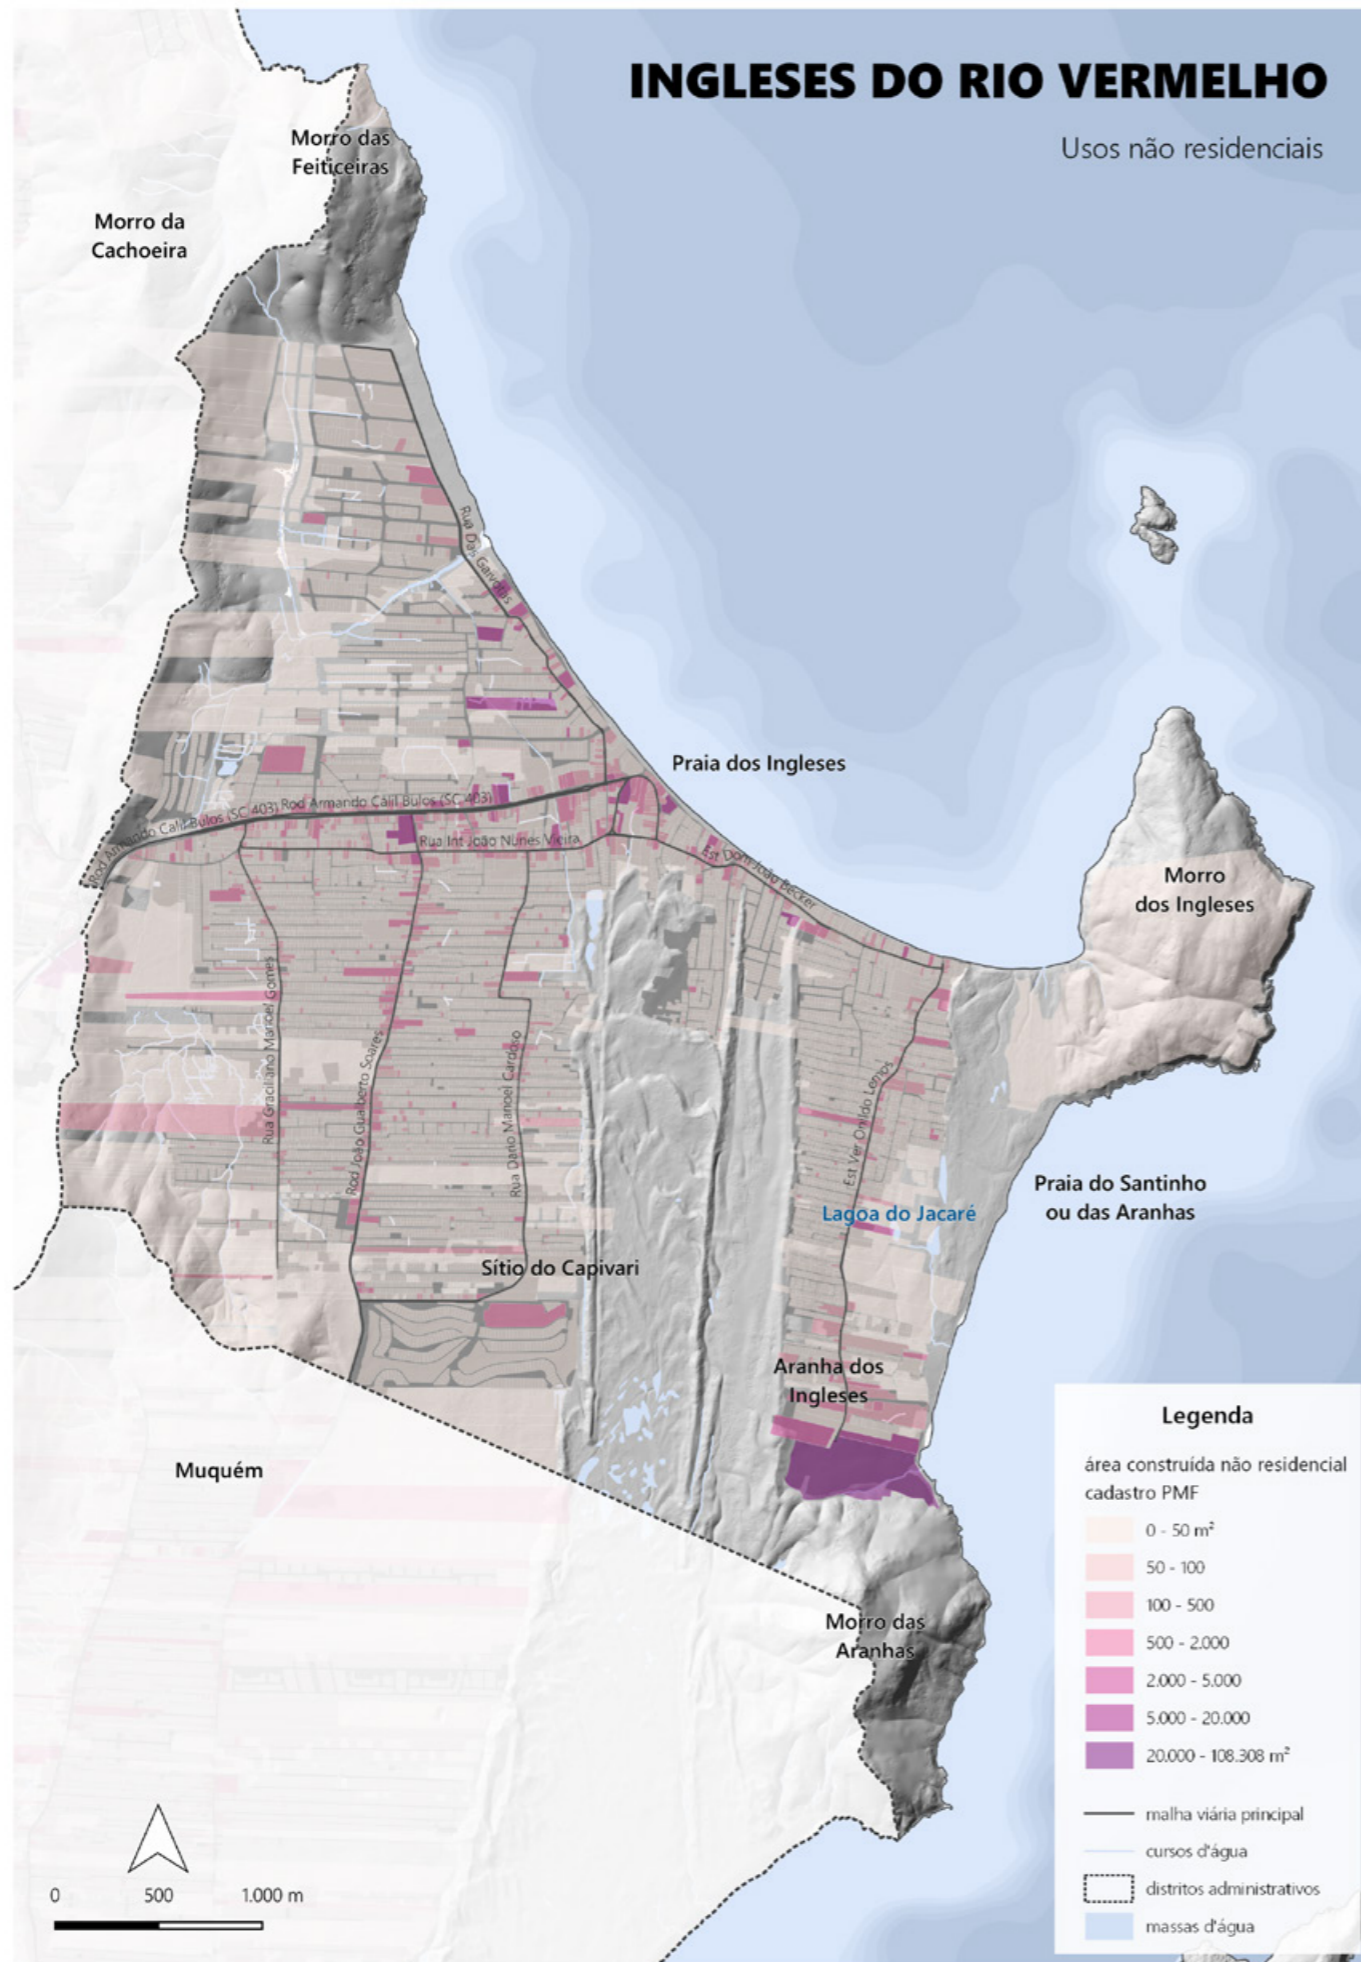 INGLESES DO RIO VERMELHO
Usos não residenciais
Morro das
Feiticeiras
Morro da
Cachoeira
Rua Das Gaivotas
Praia dos Ingleses
Rod Armando Calil Bulos (SC 403)
Rod Armando Calil Bulos (SC 403)
Rua Int João Nunes Vieira
Est Dom João Becker
Morro
dos Ingleses
Rua Graciliano Manoel Gomes
Rod João Gualberto Soares
Rua Dario Manoel Cardoso
Est Ver Onildo Lemos
Praia do Santinho
ou das Aranhas
Lagoa do Jacaré
Sítio do Capivari
Aranha dos
Ingleses
Muquém
Morro das
Aranhas
Legenda
área construída não residencial
cadastro PMF
0 - 50 m²
50 - 100
100 - 500
500 - 2.000
2.000 - 5.000
5.000 - 20.000
20.000 - 108.308 m²
malha viária principal
cursos d'água
distritos administrativos
massas d'água
0 500 1.000 m